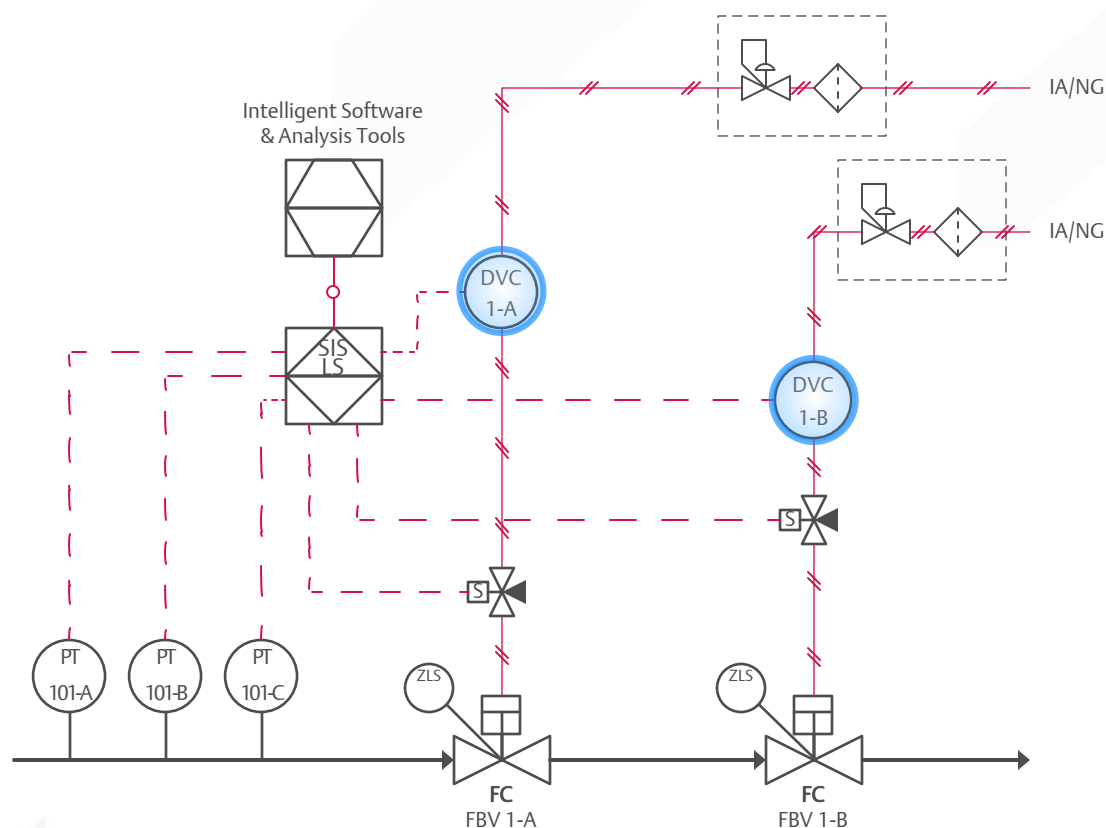 IA/NG
Intelligent Software
& Analysis Tools
IA/NG
DVC
1-A
SIS
LS
DVC
1-B
S
S
PT
101-A
PT
101-B
PT
101-C
ZLS
ZLS
FC
FBV 1-A
FC
FBV 1-B